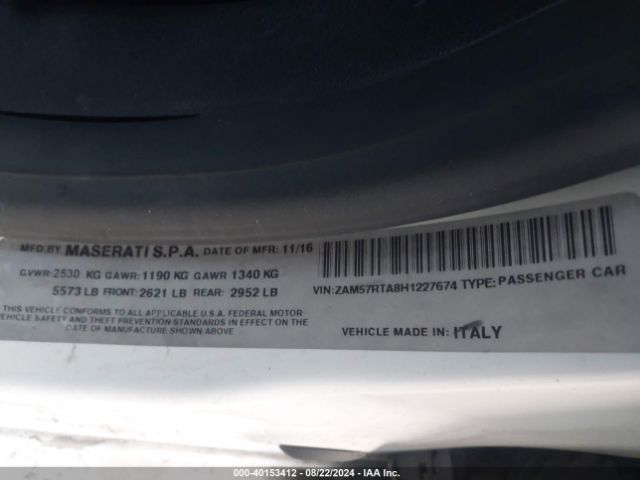 MFD BY MASERATI S.P.A. DATE OF MFR: 11/16
GVWR:2530 KG GAWR:1190 KG GAWR 1340 KG
5573 LB FRONT:2621 LB REAR: 2952 LB
THIS VEHICLE CONFORMS TO ALL APPLICABLE U.S.A. FEDERAL MOTOR
VEHICLE SAFETY AND THEFT PREVENTION STANDARDS IN EFFECT ON THE
DATE OF MANUFACTURE SHOWN ABOVE
VIN:ZAM57RTA8H1227674 TYPE:PASSENGER CAR
VEHICLE MADE IN: ITALY
000-40153412 - 08/22/2024 - IAA Inc.